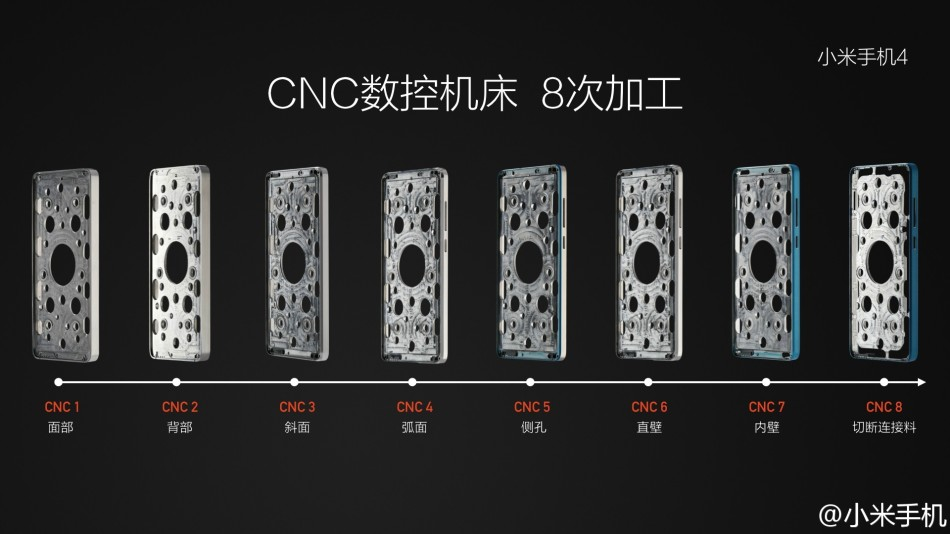 小米手机4
CNC数控机床 8次加工
CNC 1
面部
CNC 2
背部
CNC 3
斜面
CNC 4
弧面
CNC 5
侧孔
CNC 6
直壁
CNC 7
内壁
CNC 8
切断连接料
@小米手机